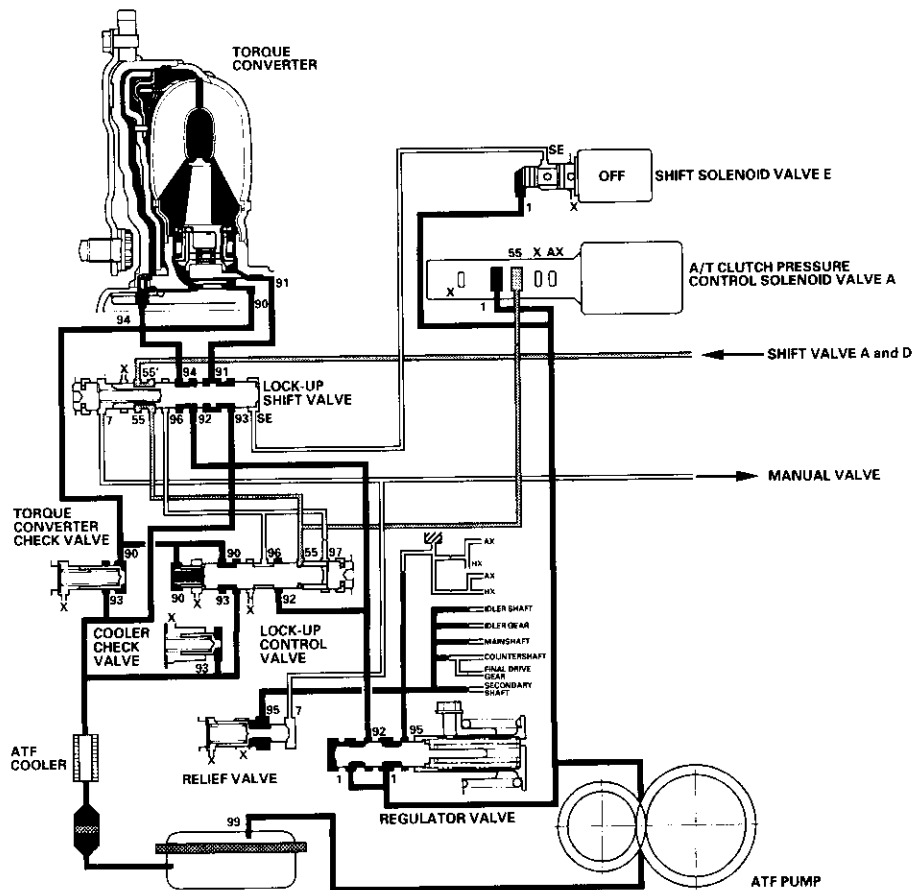 TORQUE
CONVERTER
SE
OFF
SHIFT SOLENOID VALVE E
1
X
55
X AX
A/T CLUTCH PRESSURE
CONTROL SOLENOID VALVE A
X
1
91
90
94
SHIFT VALVE A and D
X
55'
94
91
LOCK-UP
SHIFT VALVE
7
55
96
92
93
SE
MANUAL VALVE
TORQUE
CONVERTER
CHECK VALVE
90
90
96
55
97
AX
HX
AX
HX
93
X
90
X
93
X
92
COOLER
CHECK
VALVE
X
93
LOCK-UP
CONTROL
VALVE
IDLER SHAFT
IDLER GEAR
MAINSHAFT
COUNTERSHAFT
FINAL DRIVE
GEAR
SECONDARY
SHAFT
95
7
X
X
RELIEF VALVE
92
95
1
1
REGULATOR VALVE
ATF
COOLER
99
ATF PUMP